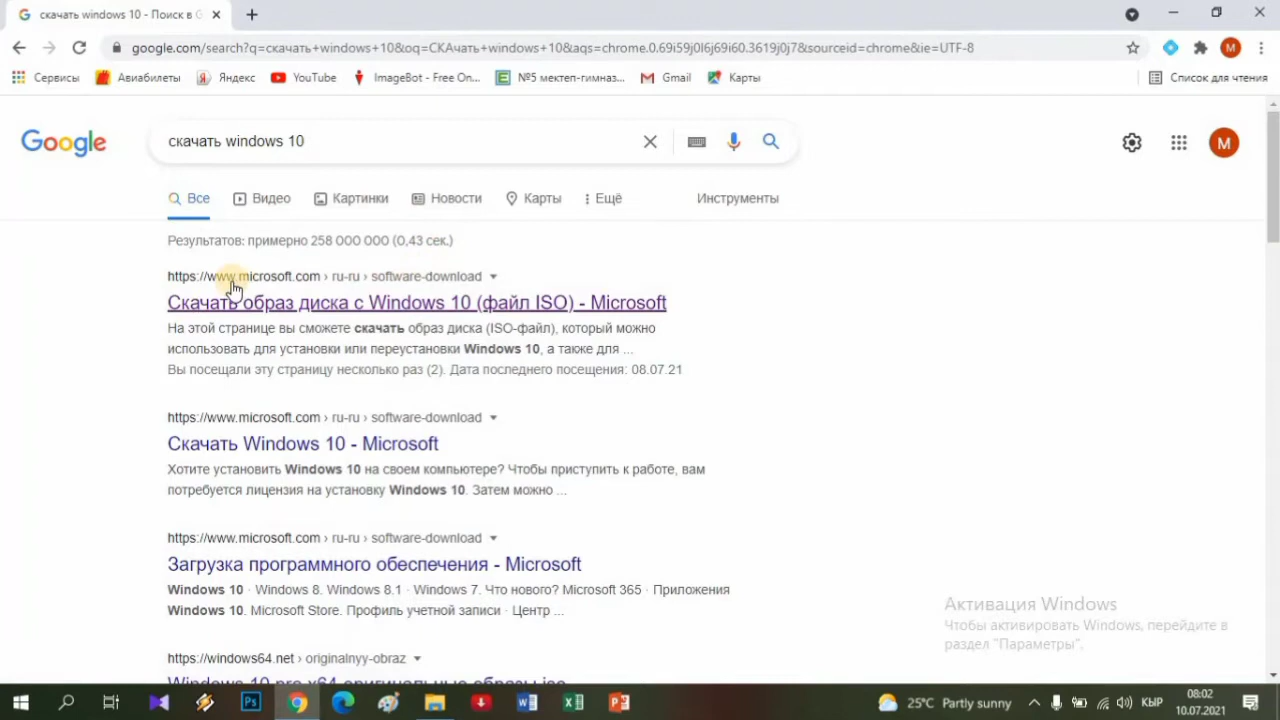 скачать windows 10 - Поиск в G
google.com/search?q=скачать+windows+10&oq=СКАчать+windows+10&aqs=chrome.0.69i59j0l6j69i60.3619j0j7&sourceid=chrome&ie=UTF-8
M
Сервисы Авиабилеты Яндекс YouTube ImageBot - Free On... №5 мектеп-гимназ... Gmail Карты Список для чтения
Google
скачать windows 10
M
Все Видео Картинки Новости Карты Ещё Инструменты
Результатов: примерно 258 000 000 (0,43 сек.)
https://www.microsoft.com › ru-ru › software-download
Скачать образ диска с Windows 10 (файл ISO) - Microsoft
На этой странице вы сможете скачать образ диска (ISO-файл), который можно
использовать для установки или переустановки Windows 10, а также для ...
Вы посещали эту страницу несколько раз (2). Дата последнего посещения: 08.07.21
https://www.microsoft.com › ru-ru › software-download
Скачать Windows 10 - Microsoft
Хотите установить Windows 10 на своем компьютере? Чтобы приступить к работе, вам
потребуется лицензия на установку Windows 10. Затем можно ...
https://www.microsoft.com › ru-ru › software-download
Загрузка программного обеспечения - Microsoft
Windows 10 · Windows 8. Windows 8.1 · Windows 7. Что нового? Microsoft 365 · Приложения
Windows 10. Microsoft Store. Профиль учетной записи · Центр ...
Активация Windows
Чтобы активировать Windows, перейдите в
раздел "Параметры".
https://windows64.net › originalnyy-obraz
Windows 10 pro x64 оригинальные образы iso
Ps
25°C Partly sunny
КЫР
08:02
10.07.2021